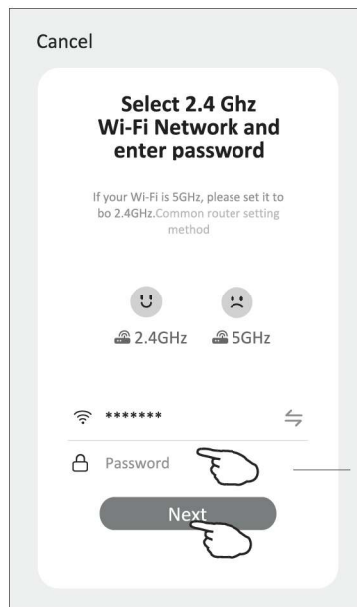 Cancel
Select 2.4 Ghz
Wi-Fi Network and
enter password
If your Wi-Fi is 5GHz, please set it to
bo 2.4GHz.Common router setting
method
2.4GHz 5GHz
*******
Password
Next